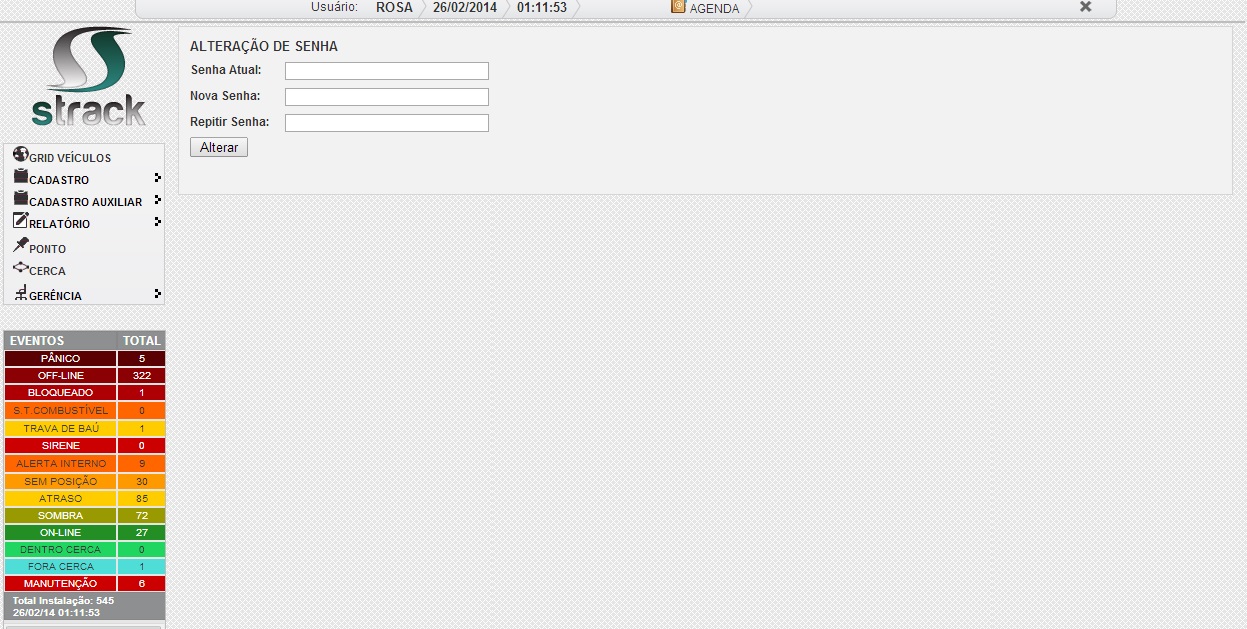 Usuário: ROSA 26/02/2014 01:11:53 AGENDA
strack
ALTERAÇÃO DE SENHA
Senha Atual:
Nova Senha:
Repitir Senha:
Alterar
GRID VEÍCULOS
CADASTRO
CADASTRO AUXILIAR
RELATÓRIO
PONTO
CERCA
GERÊNCIA
EVENTOS TOTAL
PÂNICO 5
OFF-LINE 322
BLOQUEADO 1
S.T.COMBUSTÍVEL 0
TRAVA DE BAÚ 1
SIRENE 0
ALERTA INTERNO 9
SEM POSIÇÃO 30
ATRASO 85
SOMBRA 72
ON-LINE 27
DENTRO CERCA 0
FORA CERCA 1
MANUTENÇÃO 6
Total Instalação: 545
26/02/14 01:11:53